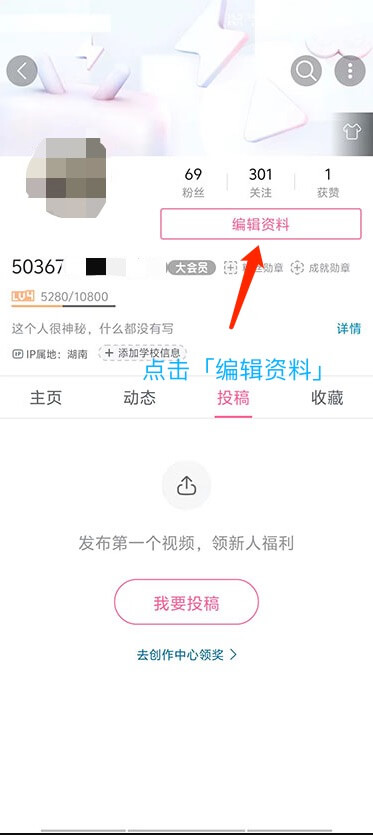 69 301 1
粉丝 关注 获赞
编辑资料
50367 大会员 勋章 成就勋章
LV4 5280/10800
这个人很神秘，什么都没有写 详情
IP属地：湖南 + 添加学校信息
点击「编辑资料」
主页 动态 投稿 收藏
发布第一个视频，领新人福利
我要投稿
去创作中心领奖